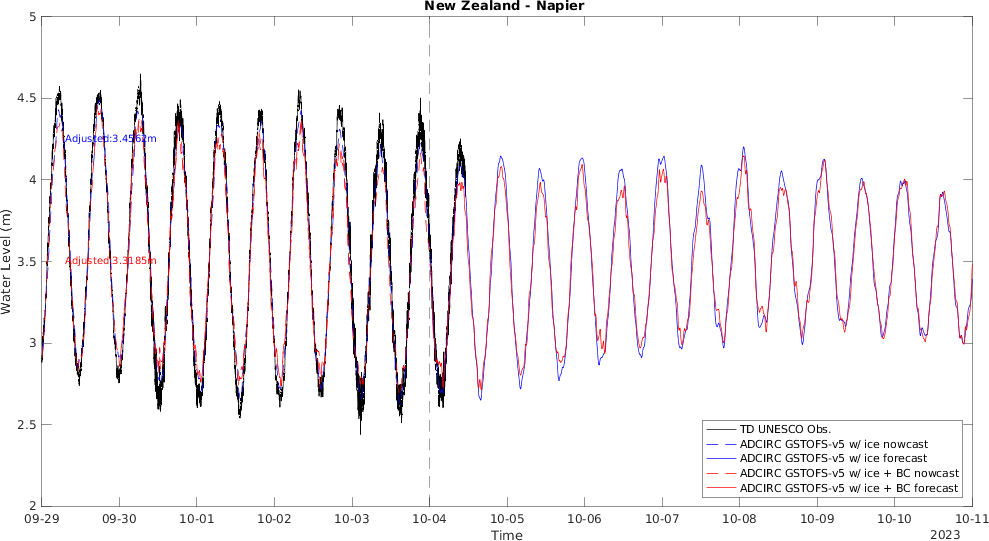 New Zealand - Napier
5
4.5
4
3.5
3
2.5
2
Water Level (m)
Adjusted:3.4562m
Adjusted:3.3185m
TD UNESCO Obs.
ADCIRC GSTOFS-v5 w/ ice nowcast
ADCIRC GSTOFS-v5 w/ ice forecast
ADCIRC GSTOFS-v5 w/ ice + BC nowcast
ADCIRC GSTOFS-v5 w/ ice + BC forecast
09-29 09-30 10-01 10-02 10-03 10-04 10-05 10-06 10-07 10-08 10-09 10-10 10-11
Time
2023